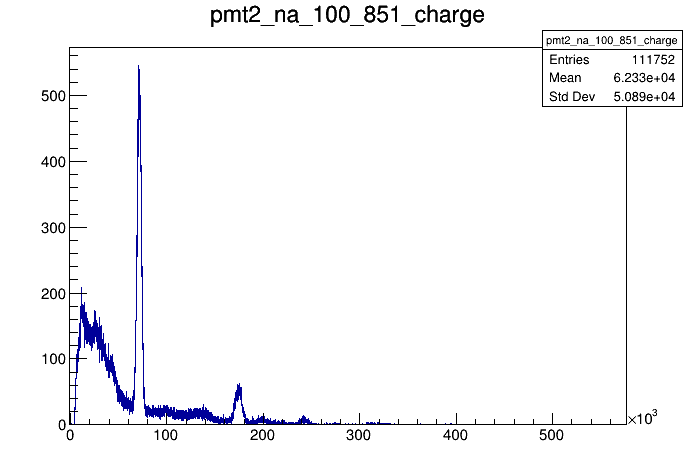 pmt2_na_100_851_charge
pmt2_na_100_851_charge
Entries 111752
Mean 6.233e+04
Std Dev 5.089e+04
500
400
300
200
100
0
0 100 200 300 400 500 ×10³